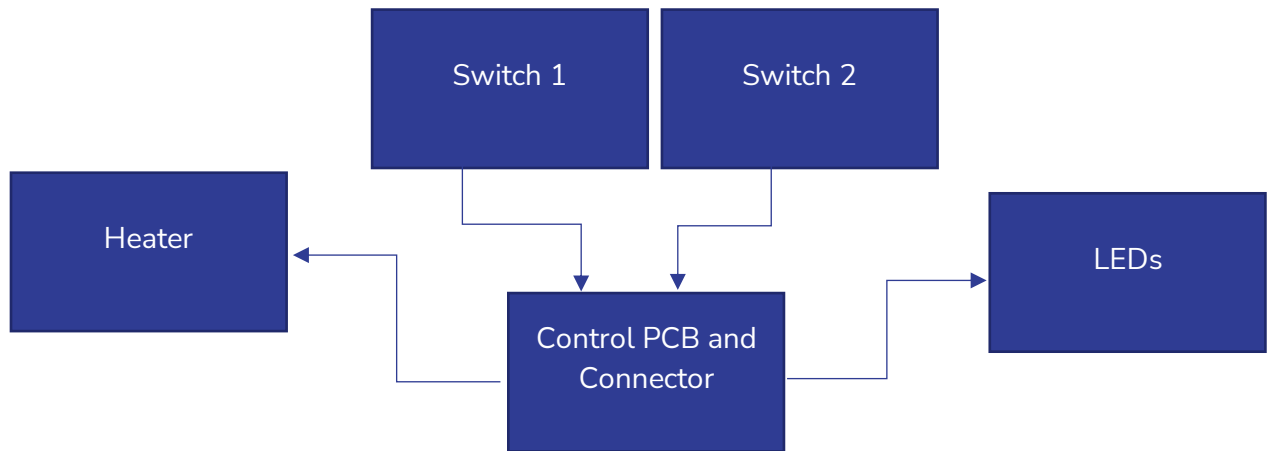 Switch 1
Switch 2
Heater
LEDs
Control PCB and
Connector